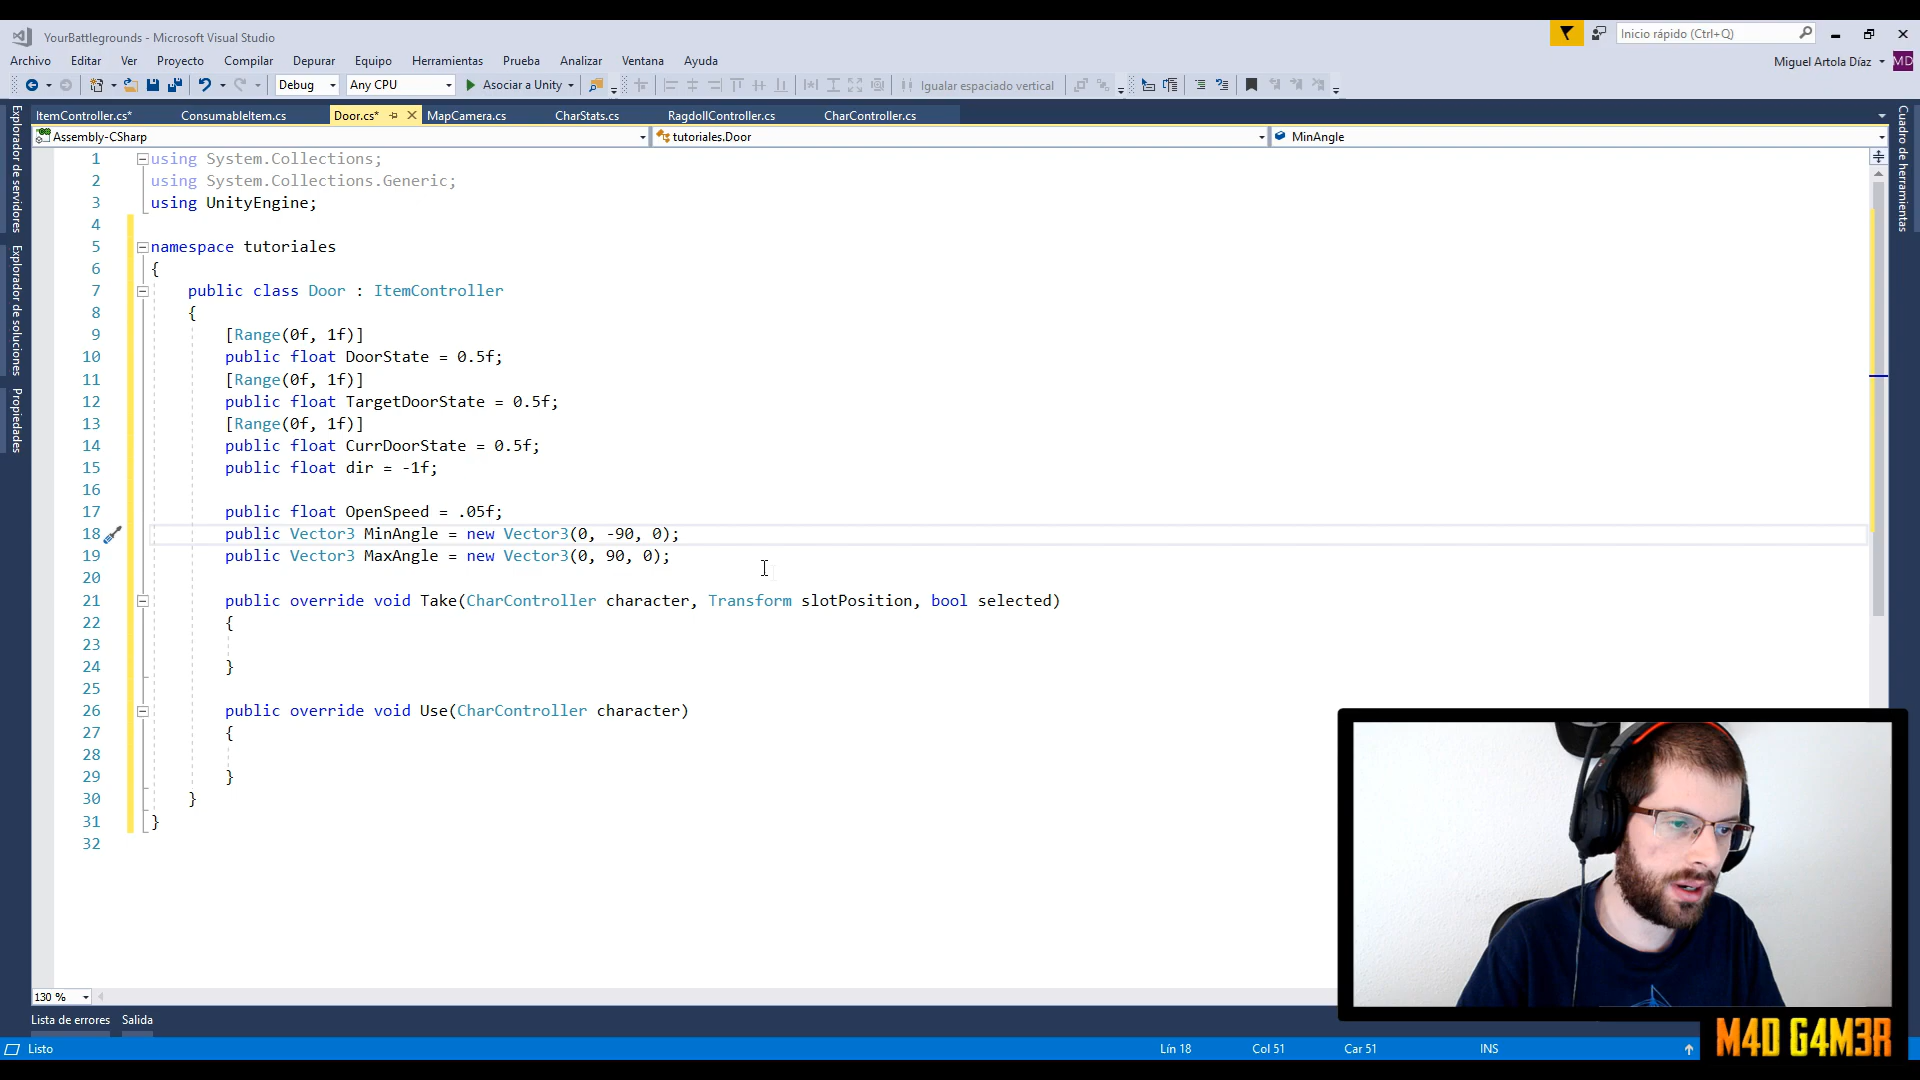 YourBattlegrounds - Microsoft Visual Studio
Inicio rápido (Ctrl+Q)
Archivo Editar Ver Proyecto Compilar Depurar Equipo Herramientas Prueba Analizar Ventana Ayuda
Miguel Artola Díaz MD
Debug Any CPU Asociar a Unity Igualar espaciado vertical
ItemController.cs* ConsumableItem.cs Door.cs* MapCamera.cs CharStats.cs RagdollController.cs CharController.cs
Assembly-CSharp tutoriales.Door MinAngle
Explorador de servidores
Explorador de soluciones
Propiedades
Cuadro de herramientas
1 using System.Collections;
2 using System.Collections.Generic;
3 using UnityEngine;
4
5 namespace tutoriales
6 {
7 public class Door : ItemController
8 {
9 [Range(0f, 1f)]
10 public float DoorState = 0.5f;
11 [Range(0f, 1f)]
12 public float TargetDoorState = 0.5f;
13 [Range(0f, 1f)]
14 public float CurrDoorState = 0.5f;
15 public float dir = -1f;
16
17 public float OpenSpeed = .05f;
18 public Vector3 MinAngle = new Vector3(0, -90, 0);
19 public Vector3 MaxAngle = new Vector3(0, 90, 0);
20
21 public override void Take(CharController character, Transform slotPosition, bool selected)
22 {
23
24 }
25
26 public override void Use(CharController character)
27 {
28
29 }
30 }
31 }
32
130 %
Lista de errores Salida
Listo Lín 18 Col 51 Car 51 INS
M4D G4M3R